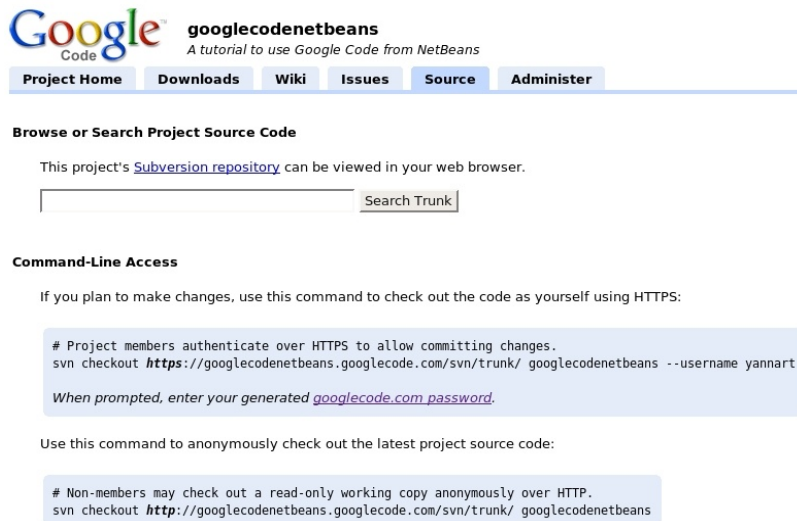 Google™
Code
googlecodenetbeans
A tutorial to use Google Code from NetBeans
Project Home Downloads Wiki Issues Source Administer
Browse or Search Project Source Code
This project's Subversion repository can be viewed in your web browser.
Search Trunk
Command-Line Access
If you plan to make changes, use this command to check out the code as yourself using HTTPS:
# Project members authenticate over HTTPS to allow committing changes.
svn checkout https://googlecodenetbeans.googlecode.com/svn/trunk/ googlecodenetbeans --username yannart
When prompted, enter your generated googlecode.com password.
Use this command to anonymously check out the latest project source code:
# Non-members may check out a read-only working copy anonymously over HTTP.
svn checkout http://googlecodenetbeans.googlecode.com/svn/trunk/ googlecodenetbeans